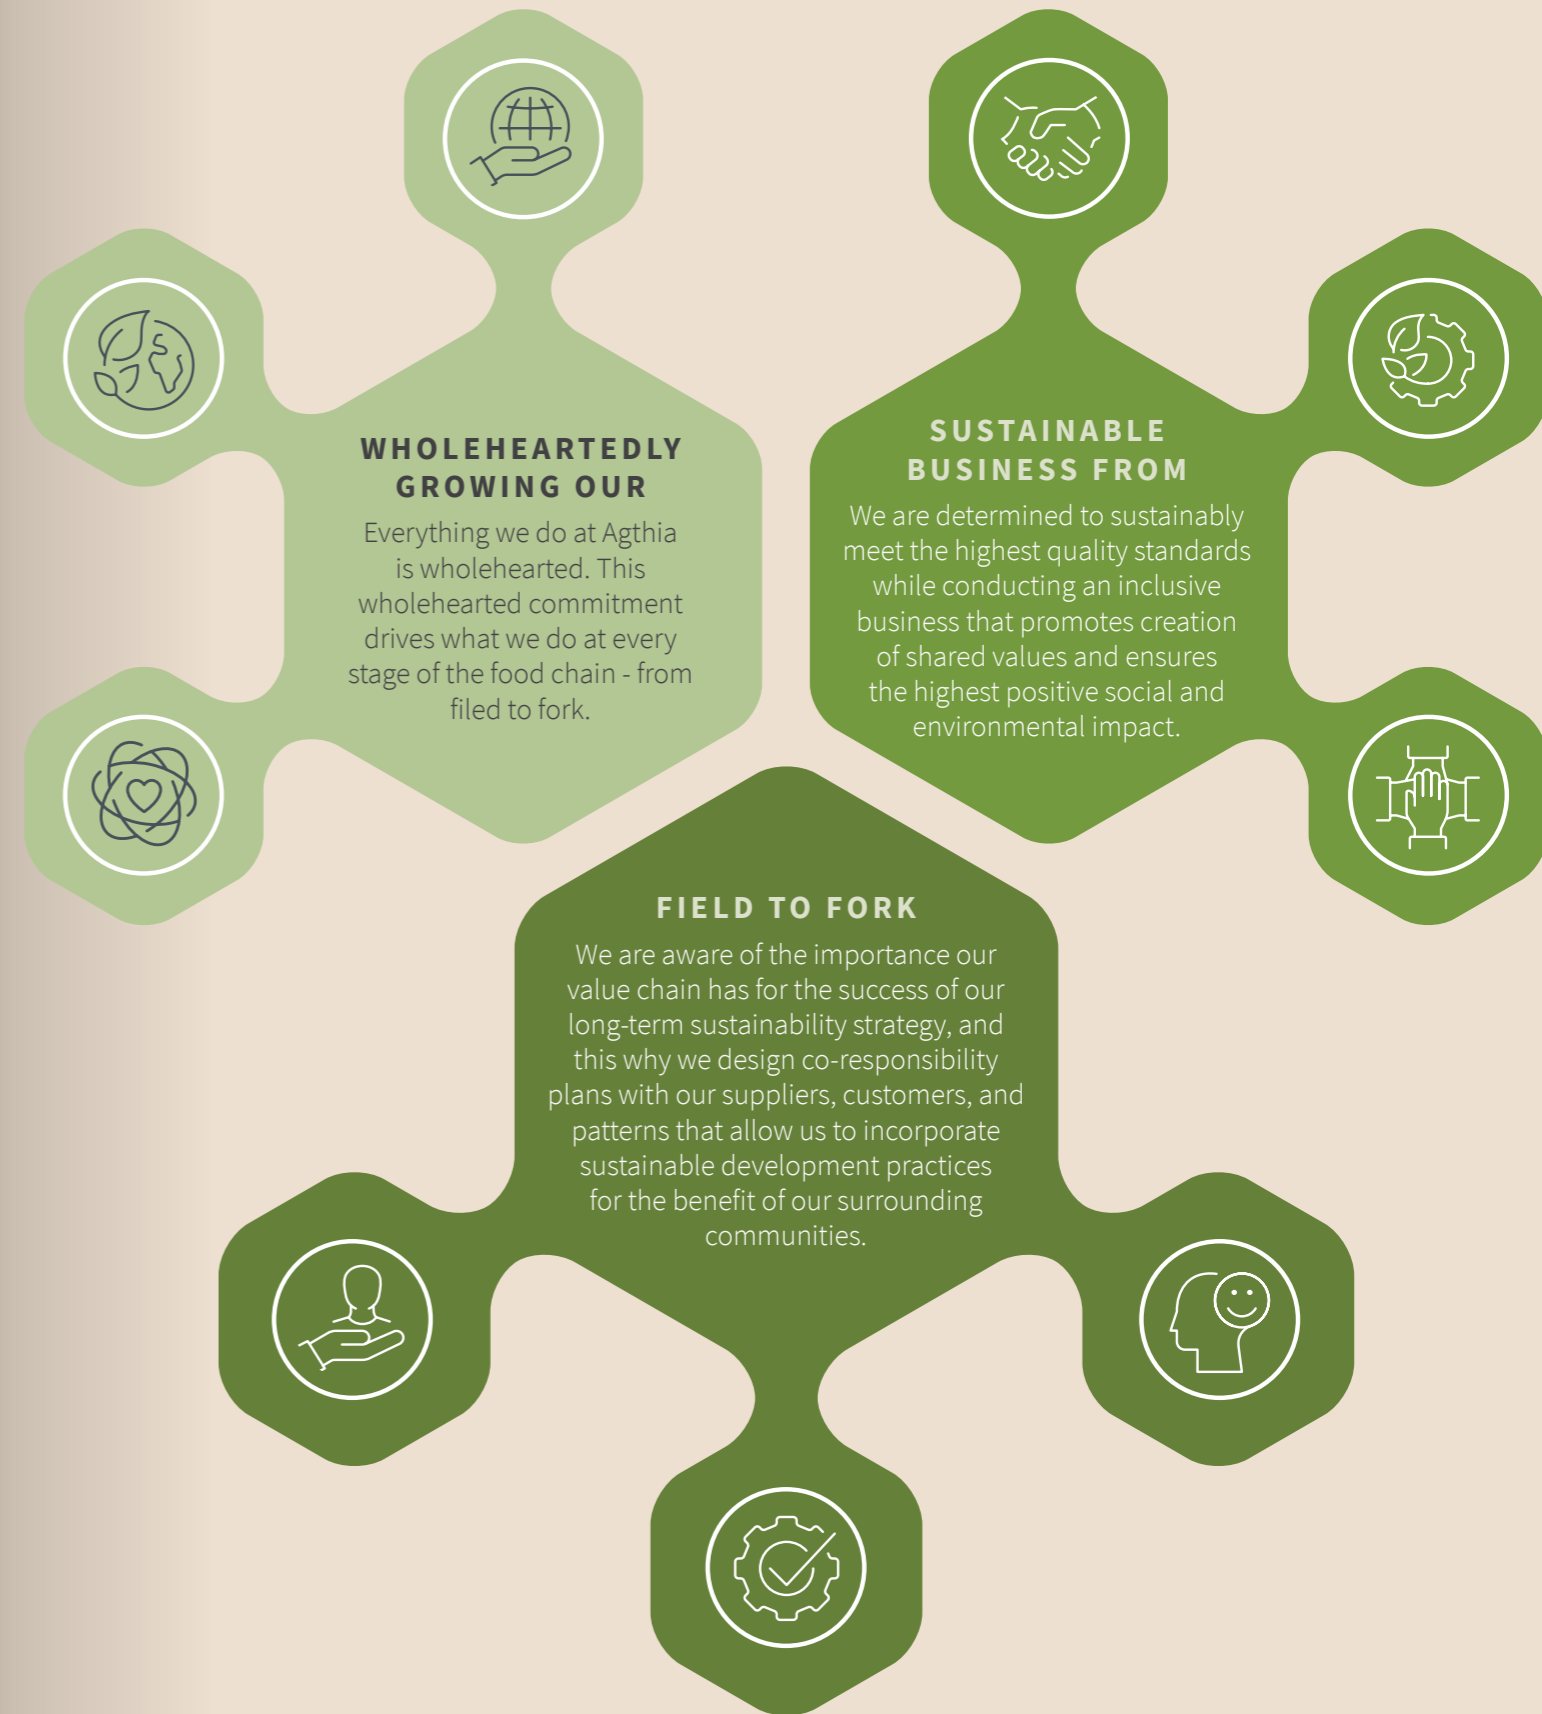 WHOLEHEARTEDLY
GROWING OUR
Everything we do at Agthia
is wholehearted. This
wholehearted commitment
drives what we do at every
stage of the food chain - from
filed to fork.
SUSTAINABLE
BUSINESS FROM
We are determined to sustainably
meet the highest quality standards
while conducting an inclusive
business that promotes creation
of shared values and ensures
the highest positive social and
environmental impact.
FIELD TO FORK
We are aware of the importance our
value chain has for the success of our
long-term sustainability strategy, and
this why we design co-responsibility
plans with our suppliers, customers, and
patterns that allow us to incorporate
sustainable development practices
for the benefit of our surrounding
communities.